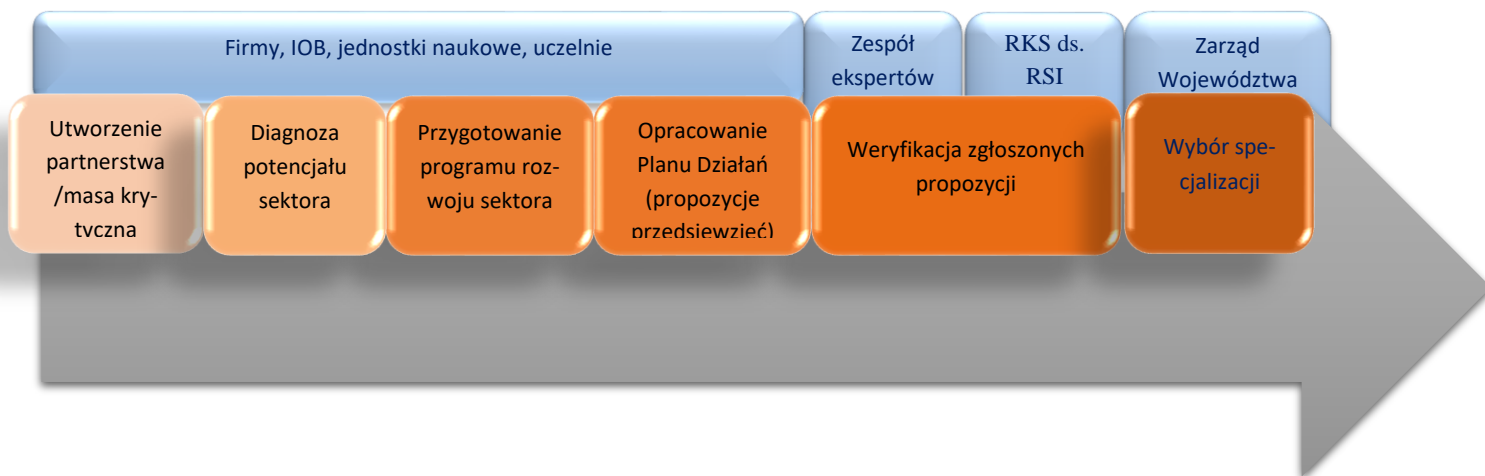 Firmy, IOB, jednostki naukowe, uczelnie
Zespół
ekspertów
RKS ds.
RSI
Zarząd
Województwa
Utworzenie
partnerstwa
/masa kry-
tyczna
Diagnoza
potencjału
sektora
Przygotowanie
programu roz-
woju sektora
Opracowanie
Planu Działań
(propozycje
przedsięwzięć)
Weryfikacja zgłoszonych
propozycji
Wybór spe-
cjalizacji